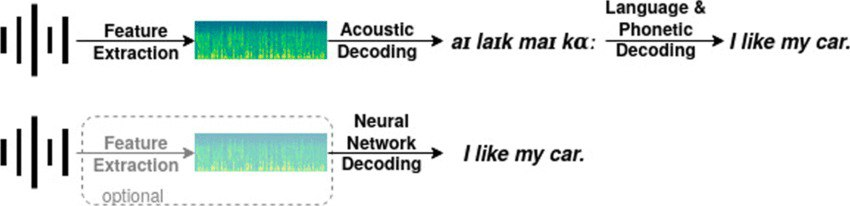 Feature Extraction
Acoustic Decoding
aɪ laɪk maɪ kɑː
Language & Phonetic Decoding
I like my car.
Feature Extraction
optional
Neural Network Decoding
I like my car.